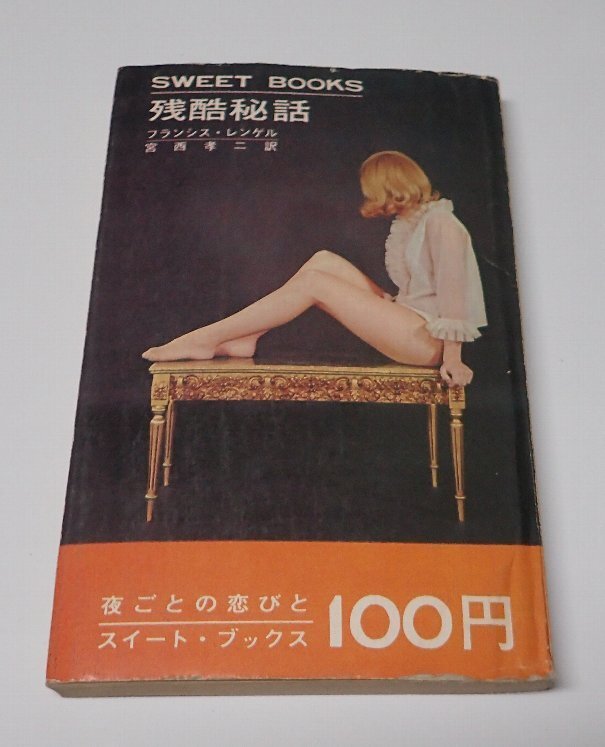 SWEET BOOKS
残酷秘話
フランシス・レンゲル
宮西孝二訳
夜ごとの恋びと
スイート・ブックス
100円